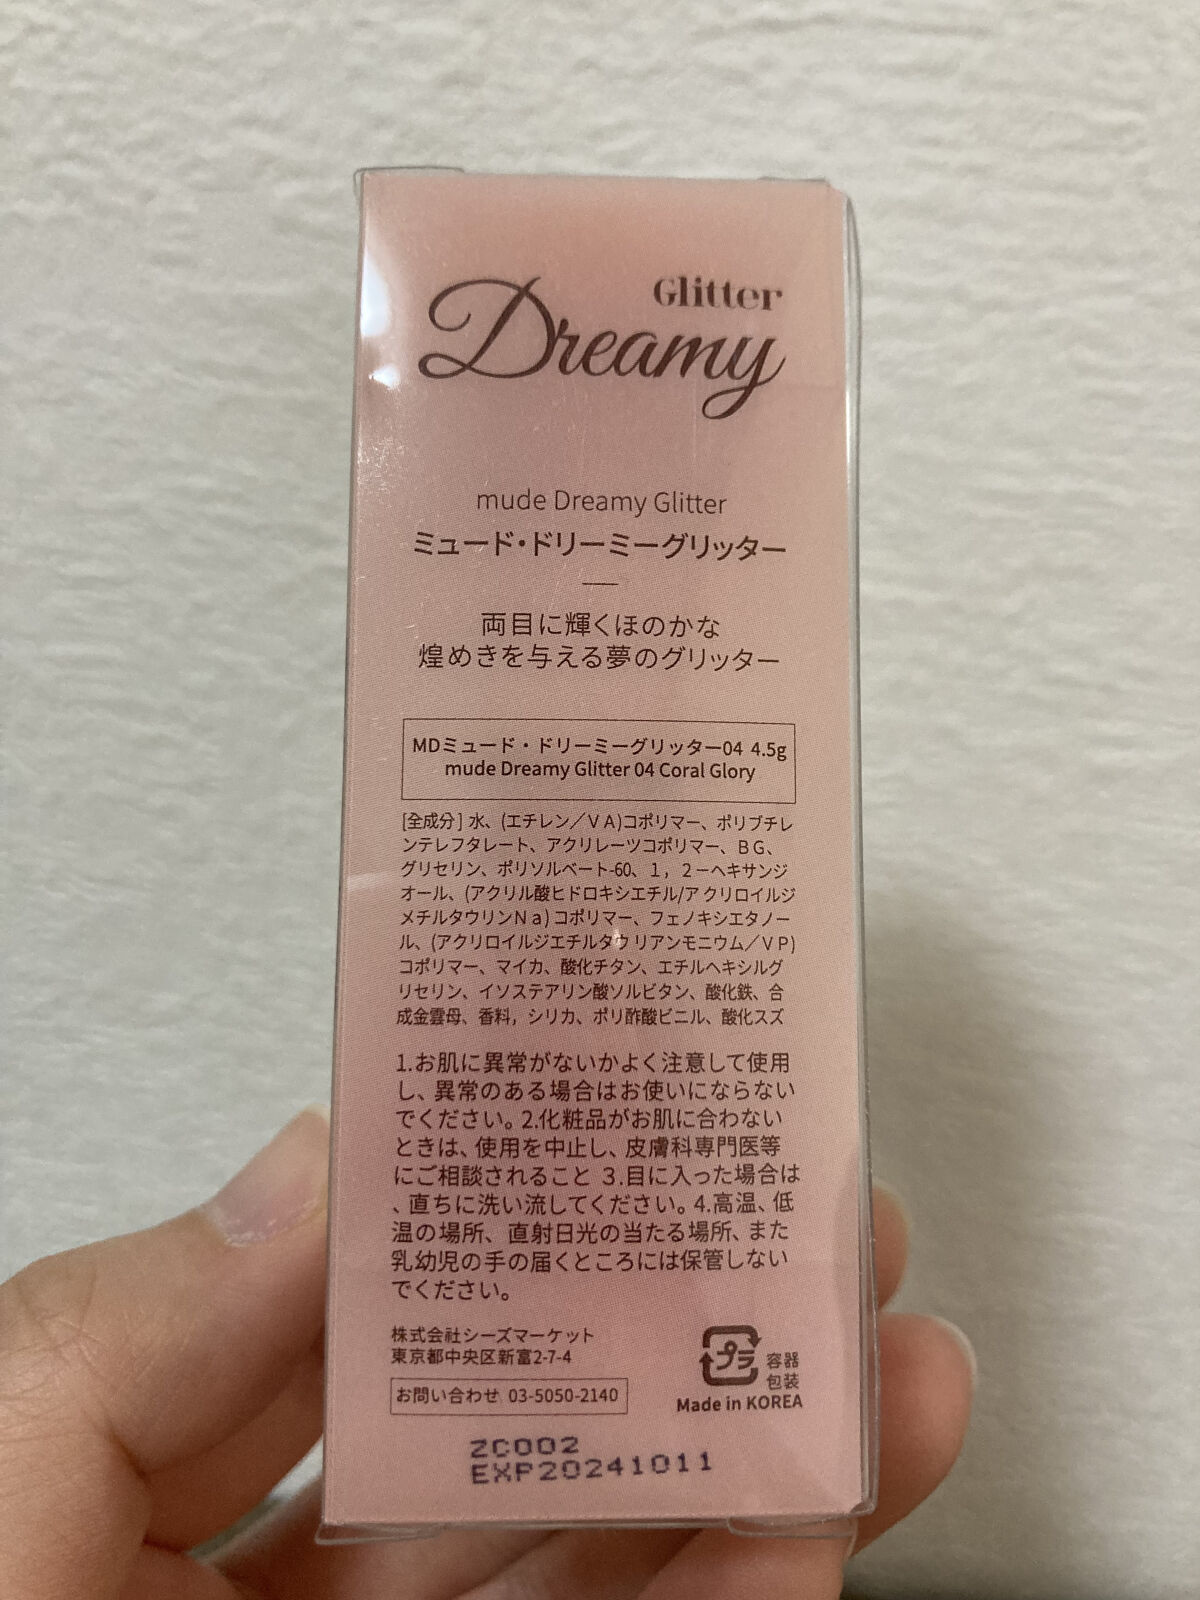 Glitter
Dreamy
mude Dreamy Glitter
ミュード・ドリーミーグリッター
両目に輝くほのかな
煌めきを与える夢のグリッター
MDミュード・ドリーミーグリッター04 4.5g
mude Dreamy Glitter 04 Coral Glory
[全成分] 水、(エチレン／VA)コポリマー、ポリブチレ
ンテレフタレート、アクリレーツコポリマー、BG、
グリセリン、ポリソルベート-60、1，2－ヘキサンジ
オール、(アクリル酸ヒドロキシエチル/アクリロイルジ
メチルタウリンNa)コポリマー、フェノキシエタノー
ル、(アクリロイルジエチルタウリアンモニウム／VP)
コポリマー、マイカ、酸化チタン、エチルヘキシルグ
リセリン、イソステアリン酸ソルビタン、酸化鉄、合
成金雲母、香料，シリカ、ポリ酢酸ビニル、酸化スズ
1.お肌に異常がないかよく注意して使用
し、異常のある場合はお使いにならない
でください。2.化粧品がお肌に合わない
ときは、使用を中止し、皮膚科専門医等
にご相談されること 3.目に入った場合は
、直ちに洗い流してください。4.高温、低
温の場所、直射日光の当たる場所、また
乳幼児の手の届くところには保管しない
でください。
株式会社シーズマーケット
東京都中央区新富2-7-4
お問い合わせ 03-5050-2140
プラ
容器
包装
Made in KOREA
ZC002
EXP20241011